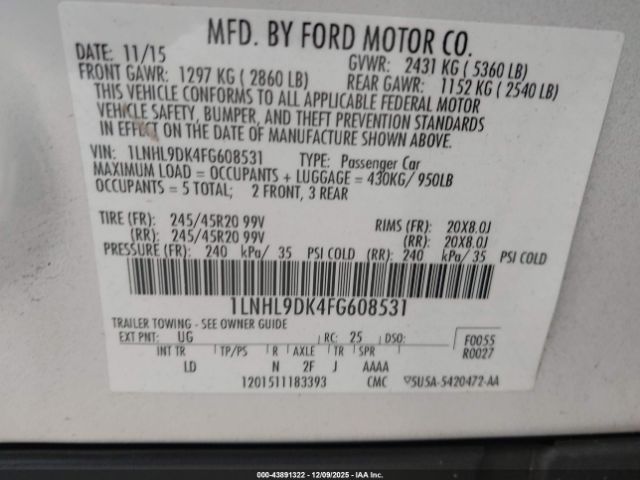 MFD. BY FORD MOTOR CO.
DATE: 11/15 GVWR: 2431 KG ( 5360 LB)
FRONT GAWR: 1297 KG ( 2860 LB) REAR GAWR: 1152 KG ( 2540 LB)
THIS VEHICLE CONFORMS TO ALL APPLICABLE FEDERAL MOTOR
VEHICLE SAFETY, BUMPER, AND THEFT PREVENTION STANDARDS
IN EFFECT ON THE DATE OF MANUFACTURE SHOWN ABOVE.
VIN: 1LNHL9DK4FG608531 TYPE: Passenger Car
MAXIMUM LOAD = OCCUPANTS + LUGGAGE = 430KG/ 950LB
OCCUPANTS = 5 TOTAL; 2 FRONT, 3 REAR
TIRE (FR): 245/45R20 99V RIMS (FR): 20X8.0J
(RR): 245/45R20 99V (RR): 20X8.0J
PRESSURE (FR): 240 kPa/ 35 PSI COLD (RR): 240 kPa/ 35 PSI COLD
1LNHL9DK4FG608531
TRAILER TOWING - SEE OWNER GUIDE
EXT PNT: UG RC: 25 DSO: F0055
INT TR TP/PS R AXLE TR SPR R0027
LD N 2F J AAAA
1201511183393 CMC 5USA-5420472-AA
00-43891322 - 12/09/2025 - IAA Inc.